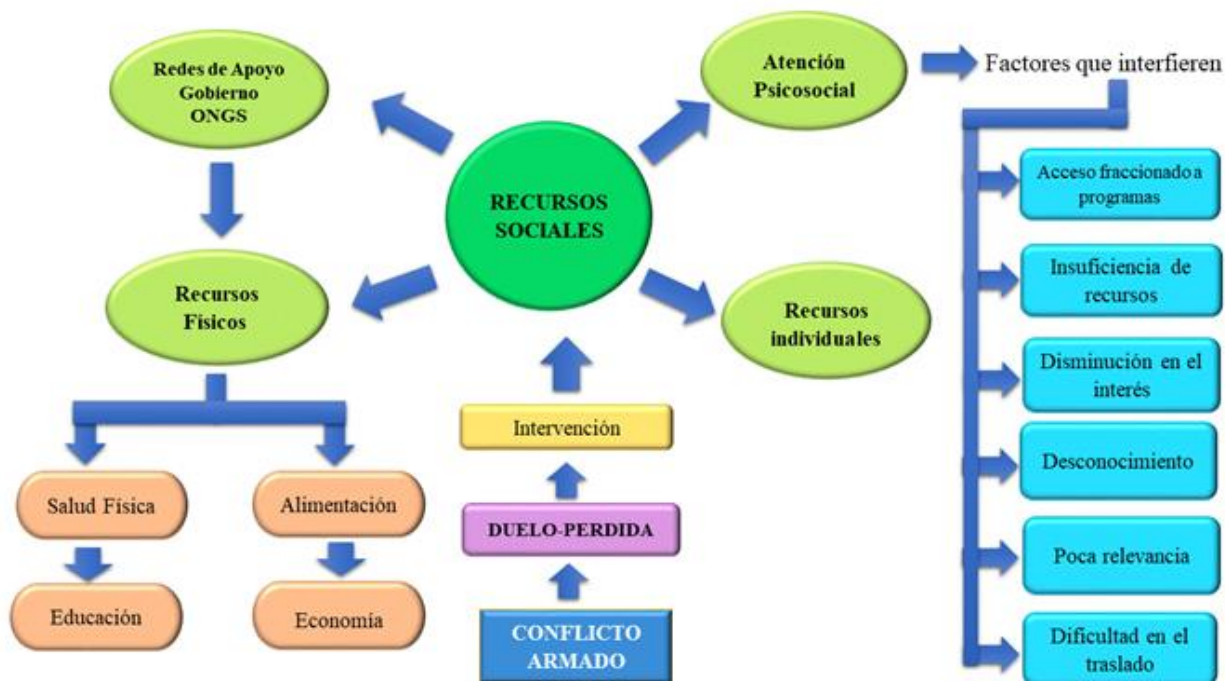 Redes de Apoyo
Gobierno
ONGS
Atención
Psicosocial
Factores que interfieren
RECURSOS
SOCIALES
Acceso fraccionado a
programas
Recursos
Físicos
Recursos
individuales
Insuficiencia de
recursos
Disminución en el
interés
Intervención
Desconocimiento
Salud Física
Alimentación
DUELO-PERDIDA
Poca relevancia
Educación
Economía
CONFLICTO
ARMADO
Dificultad en el
traslado